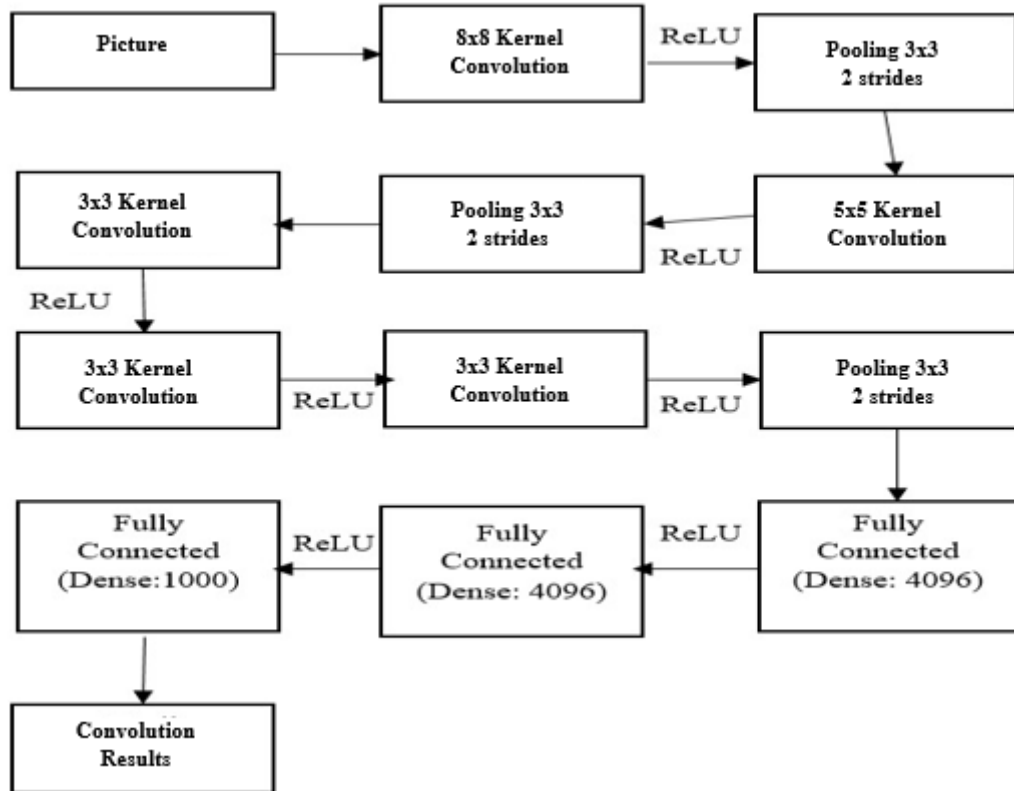 Picture
8x8 Kernel
Convolution
ReLU
Pooling 3x3
2 strides
5x5 Kernel
Convolution
ReLU
Pooling 3x3
2 strides
3x3 Kernel
Convolution
ReLU
3x3 Kernel
Convolution
ReLU
3x3 Kernel
Convolution
ReLU
Pooling 3x3
2 strides
Fully
Connected
(Dense: 4096)
ReLU
Fully
Connected
(Dense: 4096)
ReLU
Fully
Connected
(Dense:1000)
Convolution
Results